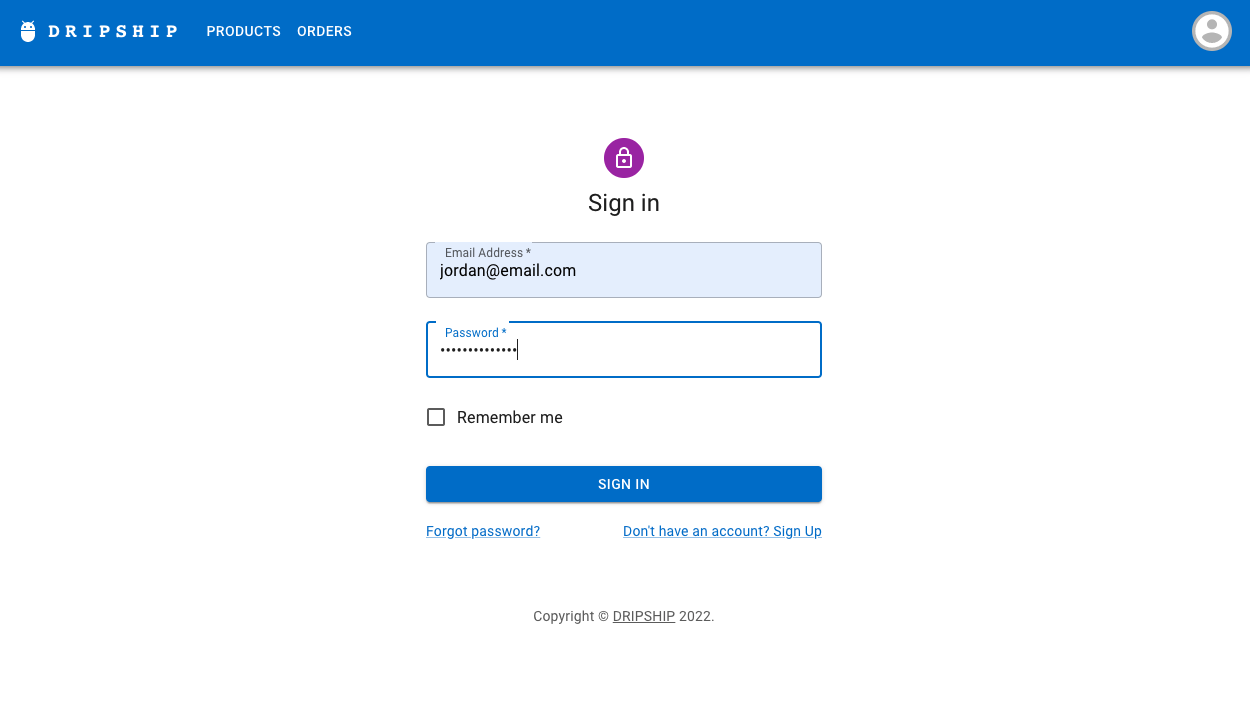 DRIPSHIP PRODUCTS ORDERS
Sign in
Email Address *
jordan@email.com
Password *
••••••••••••••
Remember me
SIGN IN
Forgot password? Don't have an account? Sign Up
Copyright © DRIPSHIP 2022.